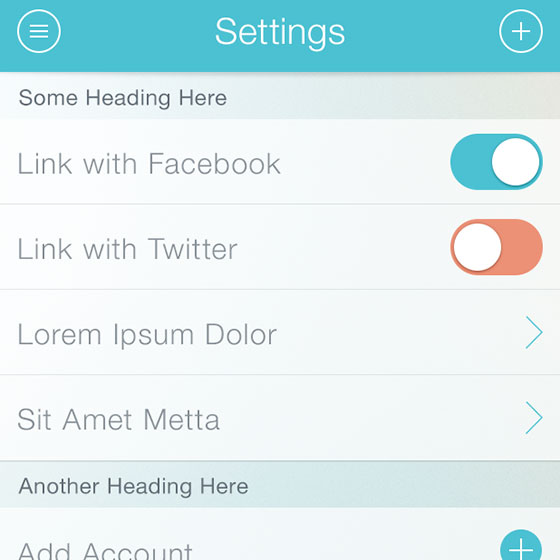 Settings
Some Heading Here
Link with Facebook
Link with Twitter
Lorem Ipsum Dolor
Sit Amet Metta
Another Heading Here
Add Account